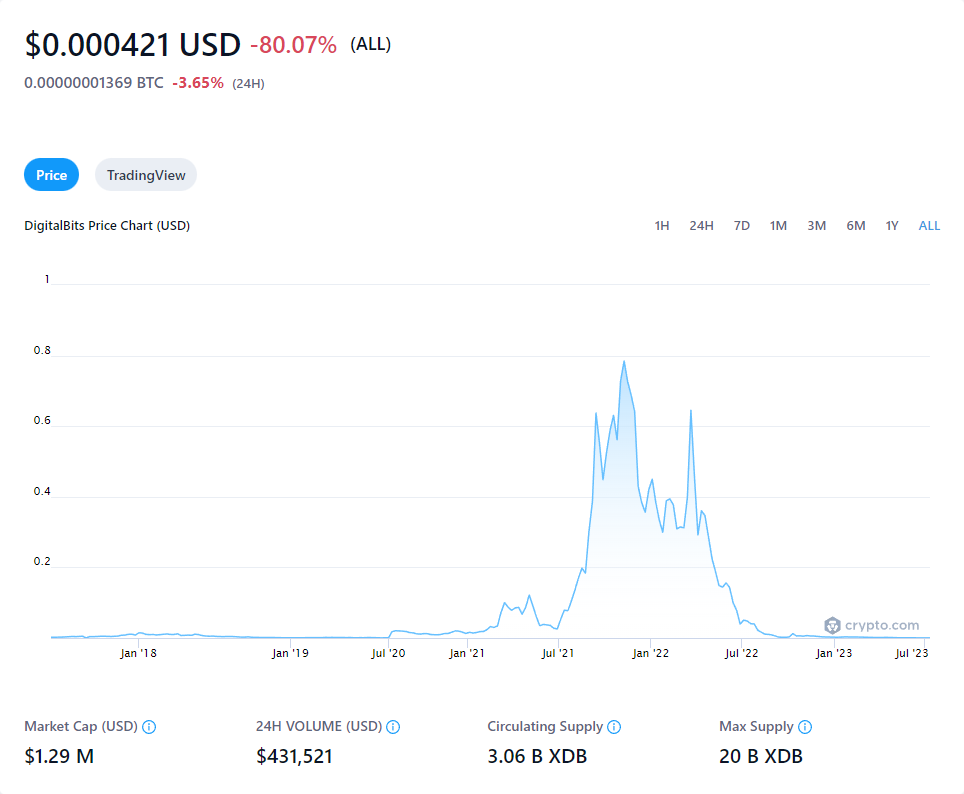 $0.000421 USD -80.07% (ALL)
0.00000001369 BTC -3.65% (24H)
Price TradingView
DigitalBits Price Chart (USD) 1H 24H 7D 1M 3M 6M 1Y ALL
1
0.8
0.6
0.4
0.2
crypto.com
Jan '18 Jan '19 Jul '20 Jan '21 Jul '21 Jan '22 Jul '22 Jan '23 Jul '23
Market Cap (USD) 24H VOLUME (USD) Circulating Supply Max Supply
$1.29 M $431,521 3.06 B XDB 20 B XDB